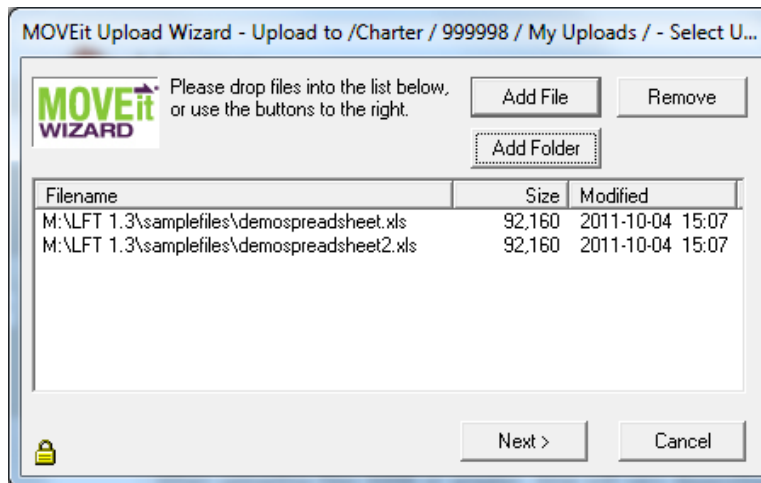 MOVEit Upload Wizard - Upload to /Charter / 999998 / My Uploads / - Select U...
MOVEit
WIZARD
Please drop files into the list below,
or use the buttons to the right.
Add File
Remove
Add Folder
Filename Size Modified
M:\LFT 1.3\samplefiles\demospreadsheet.xls 92,160 2011-10-04 15:07
M:\LFT 1.3\samplefiles\demospreadsheet2.xls 92,160 2011-10-04 15:07
Next >
Cancel